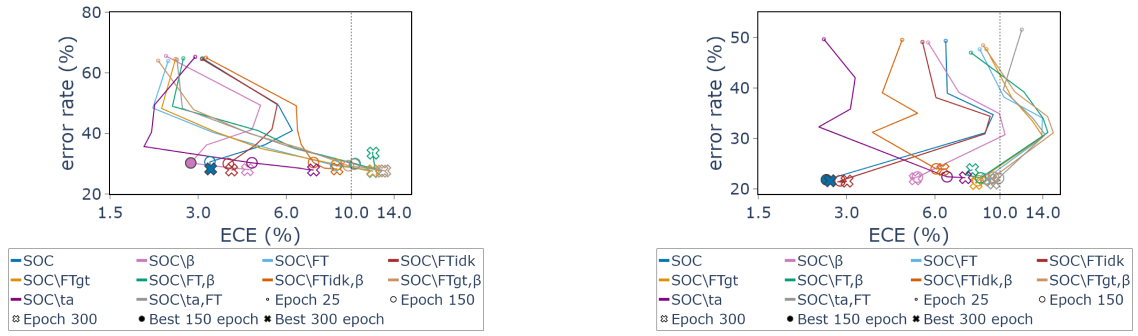 80
60
40
20
error rate (%)
1.5
3.0
6.0
10.0
14.0
ECE (%)
SOC
SOC\β
SOC\FT
SOC\FTidk
SOC\FTgt
SOC\FT,β
SOC\FTidk,β
SOC\FTgt,β
SOC\ta
SOC\ta,FT
Epoch 25
Epoch 150
Epoch 300
Best 150 epoch
Best 300 epoch
50
40
30
20
error rate (%)
1.5
3.0
6.0
10.0
14.0
ECE (%)
SOC
SOC\β
SOC\FT
SOC\FTidk
SOC\FTgt
SOC\FT,β
SOC\FTidk,β
SOC\FTgt,β
SOC\ta
SOC\ta,FT
Epoch 25
Epoch 150
Epoch 300
Best 150 epoch
Best 300 epoch